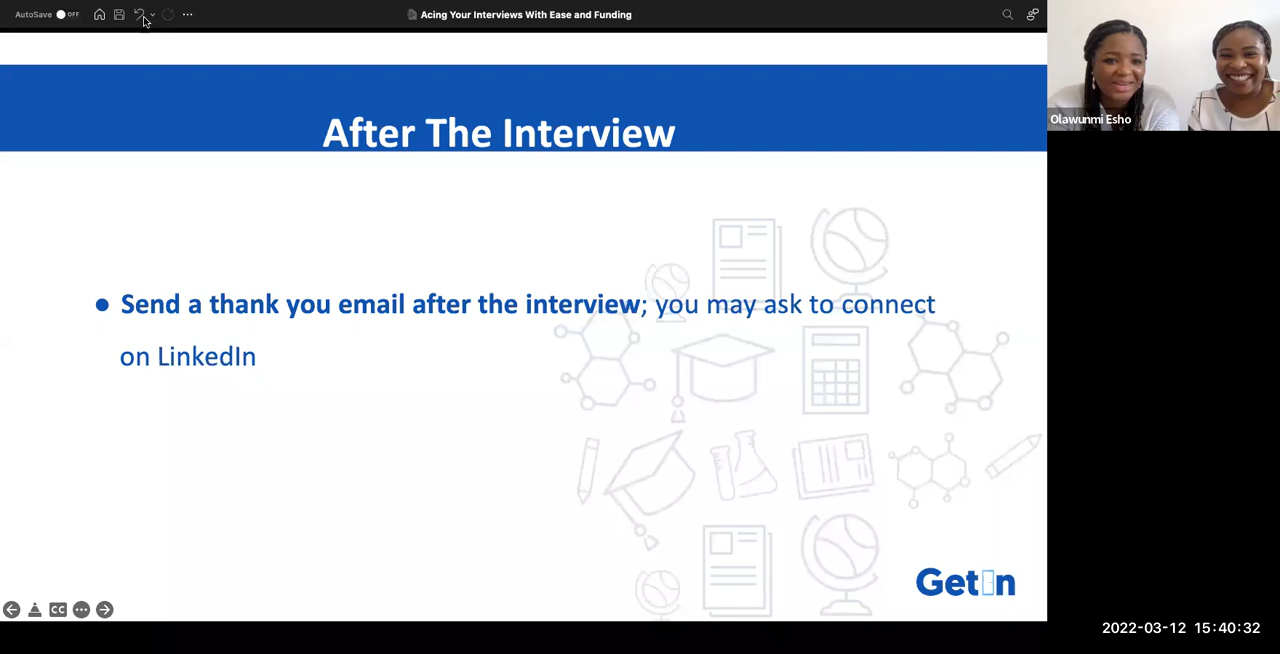 AutoSave OFF
Acing Your Interviews With Ease and Funding
Olawunmi Esho
After The Interview
● Send a thank you email after the interview; you may ask to connect
on LinkedIn
GetIn
CC
2022-03-12 15:40:32